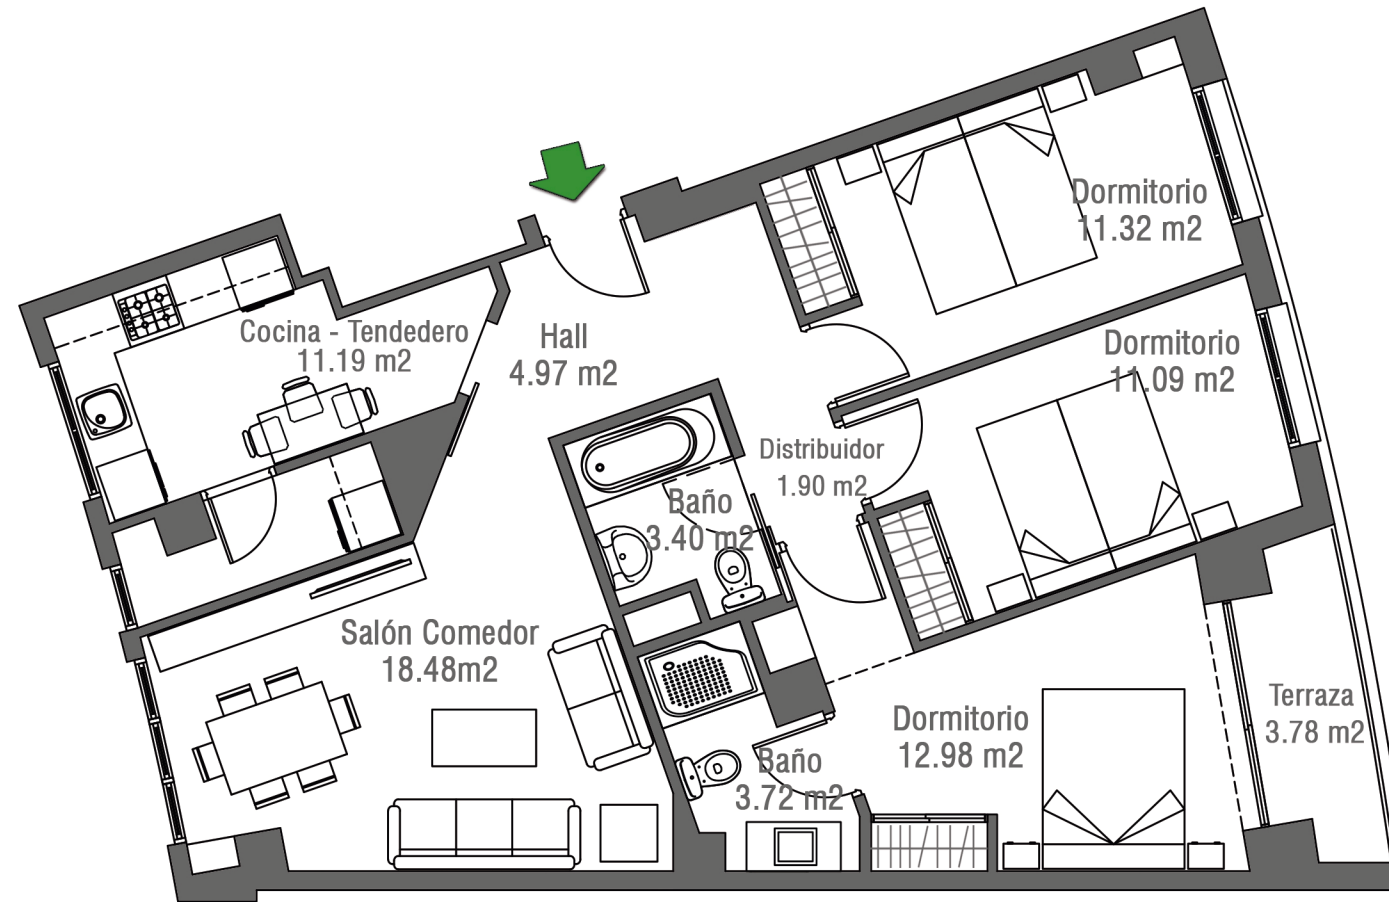 Dormitorio
11.32 m2
Cocina - Tendedero
11.19 m2
Hall
4.97 m2
Dormitorio
11.09 m2
Distribuidor
1.90 m2
Baño
3.40 m2
Salón Comedor
18.48m2
Dormitorio
12.98 m2
Terraza
3.78 m2
Baño
3.72 m2